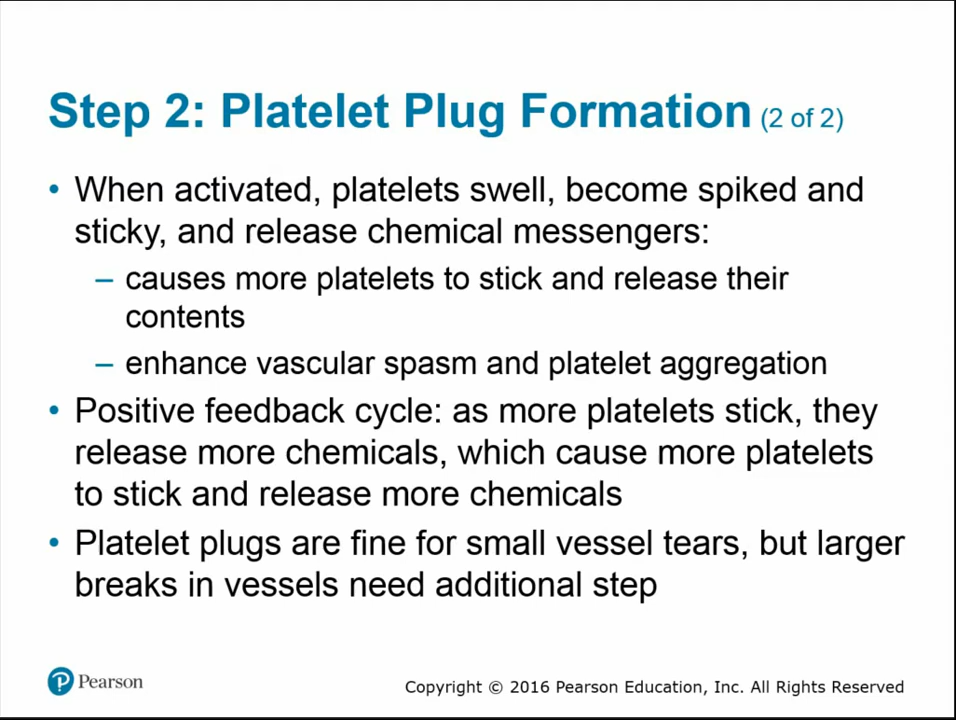 Step 2: Platelet Plug Formation (2 of 2)
• When activated, platelets swell, become spiked and
sticky, and release chemical messengers:
– causes more platelets to stick and release their
contents
– enhance vascular spasm and platelet aggregation
• Positive feedback cycle: as more platelets stick, they
release more chemicals, which cause more platelets
to stick and release more chemicals
• Platelet plugs are fine for small vessel tears, but larger
breaks in vessels need additional step
P Pearson
Copyright © 2016 Pearson Education, Inc. All Rights Reserved